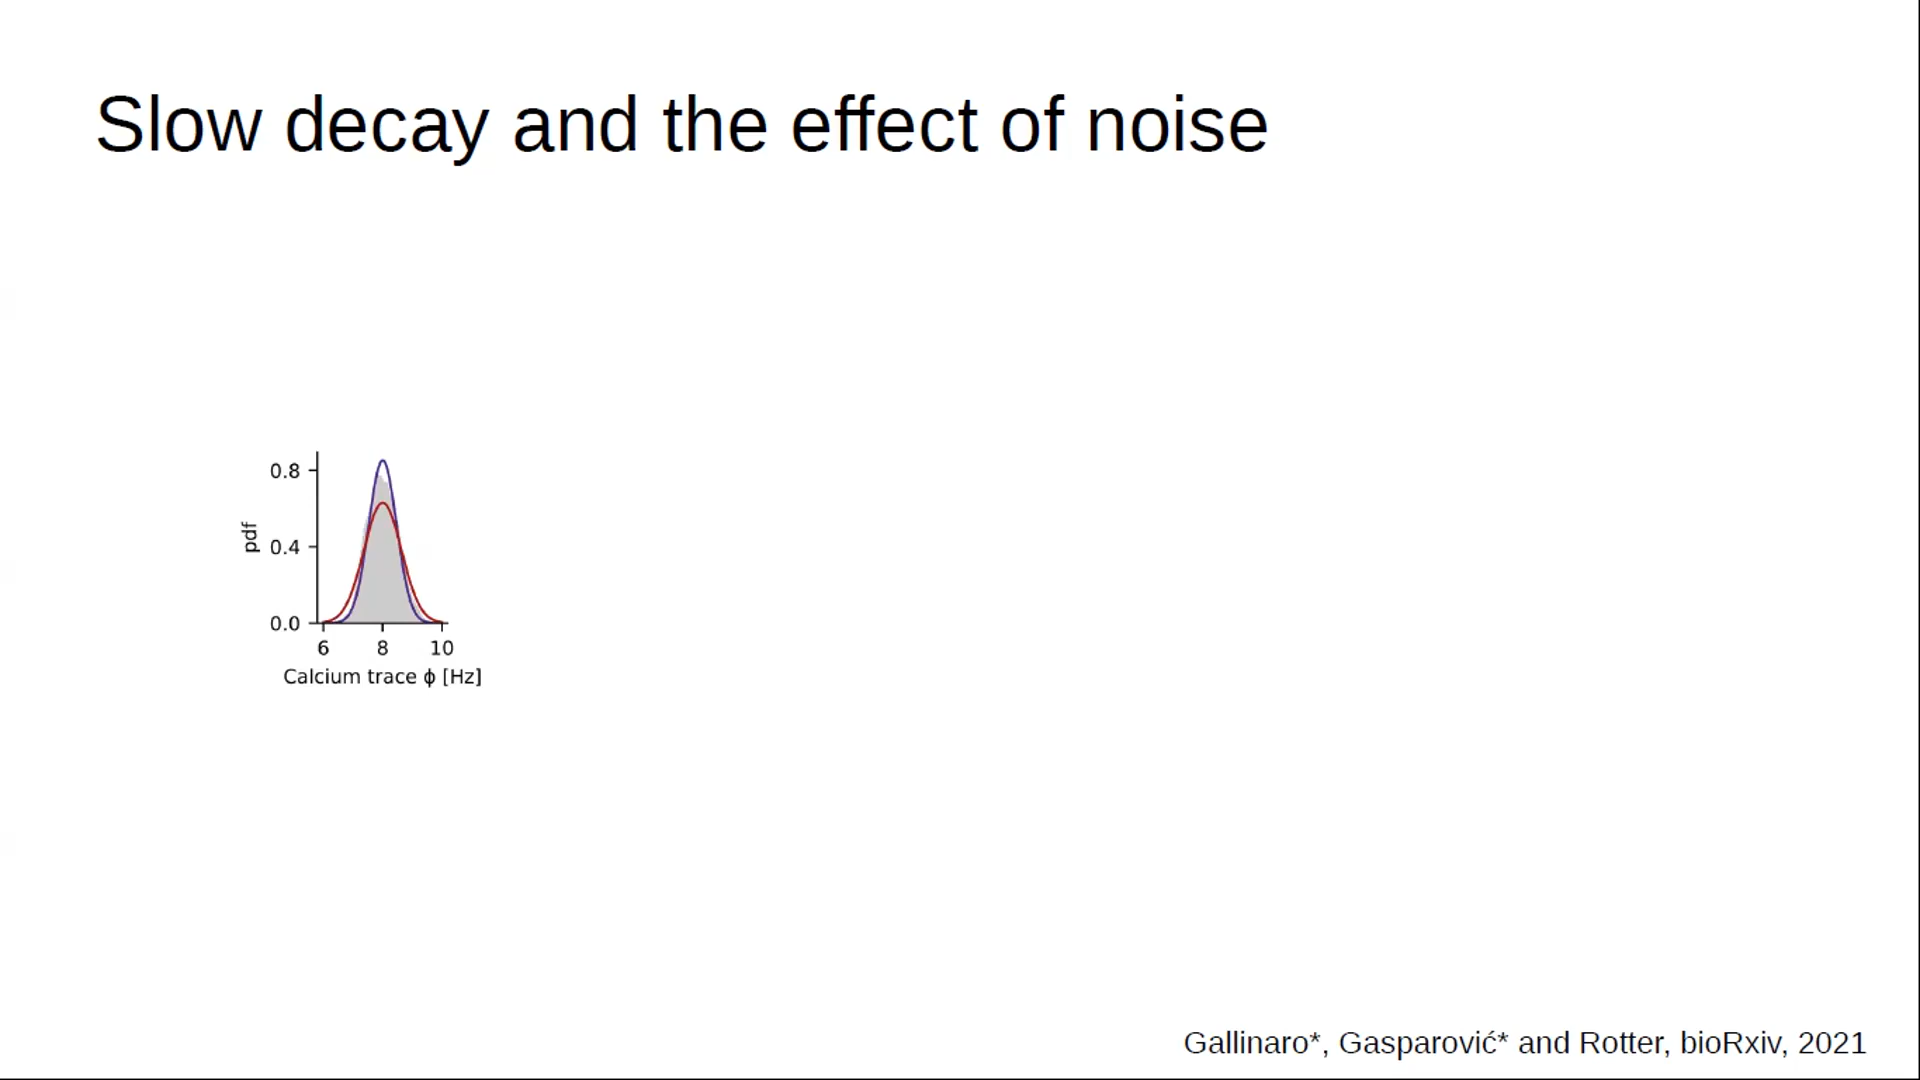 Slow decay and the effect of noise
0.8
0.4
0.0
pdf
6 8 10
Calcium trace ϕ [Hz]
Gallinaro*, Gasparović* and Rotter, bioRxiv, 2021